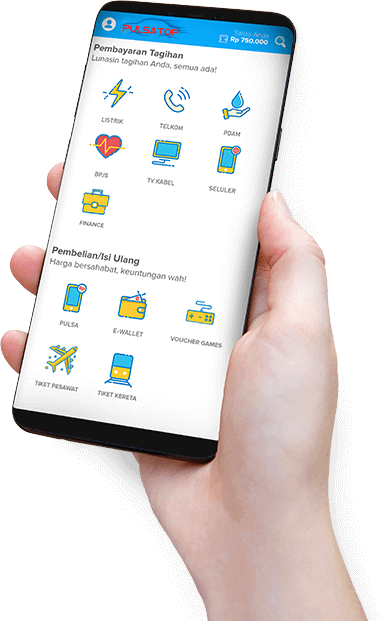 PULSATOP
Saldo Anda
Rp 750.000
Pembayaran Tagihan
Lunasin tagihan Anda, semua ada!
LISTRIK
TELKOM
PDAM
BPJS
TV KABEL
SELULER
FINANCE
Pembelian/Isi Ulang
Harga bersahabat, keuntungan wah!
PULSA
E-WALLET
VOUCHER GAMES
TIKET PESAWAT
TIKET KERETA